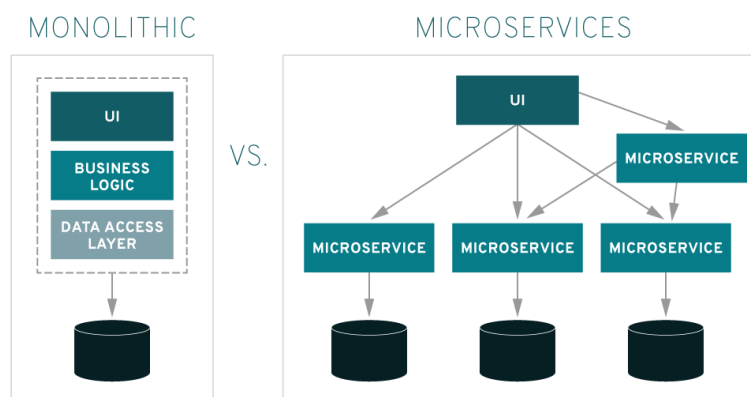 MONOLITHIC
MICROSERVICES
VS.
UI
BUSINESS
LOGIC
DATA ACCESS
LAYER
UI
MICROSERVICE
MICROSERVICE
MICROSERVICE
MICROSERVICE